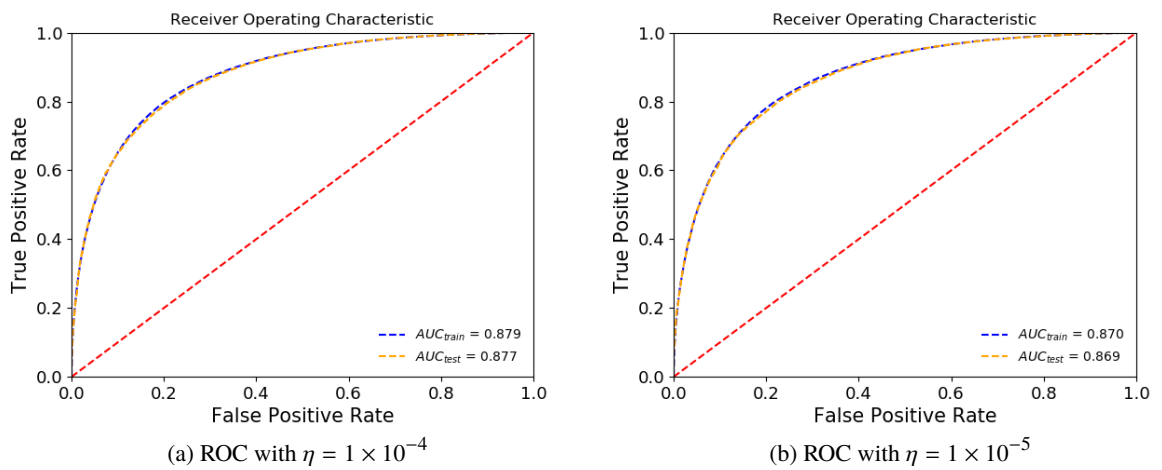 Receiver Operating Characteristic
1.0
0.8
0.6
0.4
0.2
0.0
True Positive Rate
AUC_train = 0.879
AUC_test = 0.877
0.0 0.2 0.4 0.6 0.8 1.0
False Positive Rate
(a) ROC with η = 1 × 10⁻⁴
Receiver Operating Characteristic
1.0
0.8
0.6
0.4
0.2
0.0
True Positive Rate
AUC_train = 0.870
AUC_test = 0.869
0.0 0.2 0.4 0.6 0.8 1.0
False Positive Rate
(b) ROC with η = 1 × 10⁻⁵